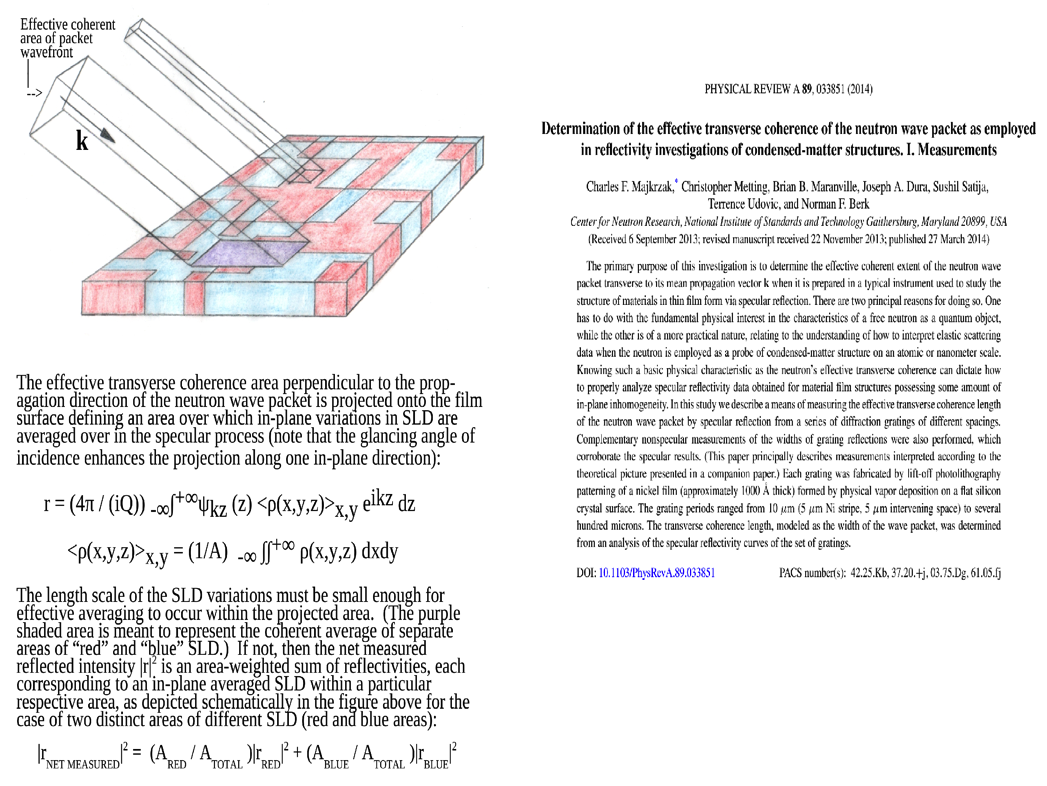 Effective coherent
area of packet
wavefront
-->
k
The effective transverse coherence area perpendicular to the prop-
agation direction of the neutron wave packet is projected onto the film
surface defining an area over which in-plane variations in SLD are
averaged over in the specular process (note that the glancing angle of
incidence enhances the projection along one in-plane direction):
r = (4π / (iQ)) -∞∫+∞ψkz (z) <ρ(x,y,z)>x,y eikz dz
<ρ(x,y,z)>x,y = (1/A) -∞ ∫∫+∞ ρ(x,y,z) dxdy
The length scale of the SLD variations must be small enough for
effective averaging to occur within the projected area. (The purple
shaded area is meant to represent the coherent average of separate
areas of “red” and “blue” SLD.) If not, then the net measured
reflected intensity |r|2 is an area-weighted sum of reflectivities, each
corresponding to an in-plane averaged SLD within a particular
respective area, as depicted schematically in the figure above for the
case of two distinct areas of different SLD (red and blue areas):
|rNET MEASURED|2 = (ARED / ATOTAL )|rRED|2 + (ABLUE / ATOTAL )|rBLUE|2
PHYSICAL REVIEW A 89, 033851 (2014)
Determination of the effective transverse coherence of the neutron wave packet as employed
in reflectivity investigations of condensed-matter structures. I. Measurements
Charles F. Majkrzak,* Christopher Metting, Brian B. Maranville, Joseph A. Dura, Sushil Satija,
Terrence Udovic, and Norman F. Berk
Center for Neutron Research, National Institute of Standards and Technology Gaithersburg, Maryland 20899, USA
(Received 6 September 2013; revised manuscript received 22 November 2013; published 27 March 2014)
The primary purpose of this investigation is to determine the effective coherent extent of the neutron wave
packet transverse to its mean propagation vector k when it is prepared in a typical instrument used to study the
structure of materials in thin film form via specular reflection. There are two principal reasons for doing so. One
has to do with the fundamental physical interest in the characteristics of a free neutron as a quantum object,
while the other is of a more practical nature, relating to the understanding of how to interpret elastic scattering
data when the neutron is employed as a probe of condensed-matter structure on an atomic or nanometer scale.
Knowing such a basic physical characteristic as the neutron's effective transverse coherence can dictate how
to properly analyze specular reflectivity data obtained for material film structures possessing some amount of
in-plane inhomogeneity. In this study we describe a means of measuring the effective transverse coherence length
of the neutron wave packet by specular reflection from a series of diffraction gratings of different spacings.
Complementary nonspecular measurements of the widths of grating reflections were also performed, which
corroborate the specular results. (This paper principally describes measurements interpreted according to the
theoretical picture presented in a companion paper.) Each grating was fabricated by lift-off photolithography
patterning of a nickel film (approximately 1000 Å thick) formed by physical vapor deposition on a flat silicon
crystal surface. The grating periods ranged from 10 μm (5 μm Ni stripe, 5 μm intervening space) to several
hundred microns. The transverse coherence length, modeled as the width of the wave packet, was determined
from an analysis of the specular reflectivity curves of the set of gratings.
DOI: 10.1103/PhysRevA.89.033851 PACS number(s): 42.25.Kb, 37.20.+j, 03.75.Dg, 61.05.fj